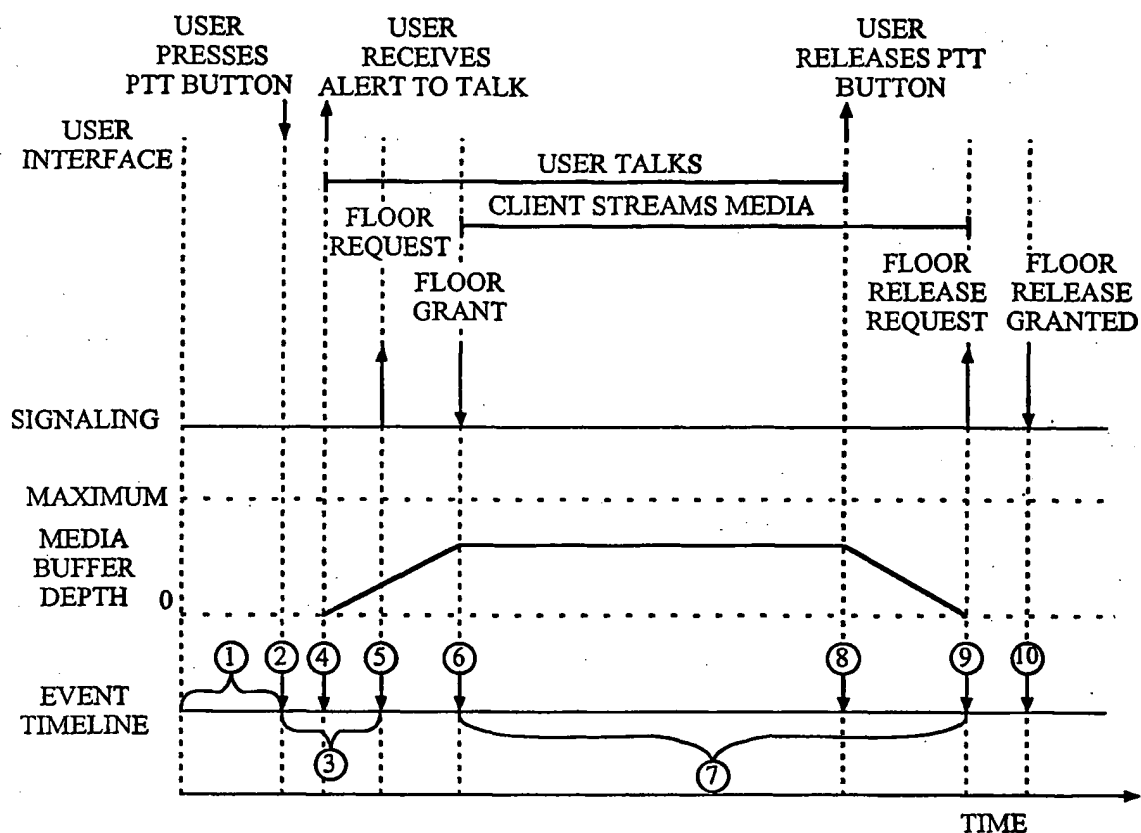 USER
PRESSES
PTT BUTTON
USER
RECEIVES
ALERT TO TALK
USER
RELEASES PTT
BUTTON
USER
INTERFACE
USER TALKS
CLIENT STREAMS MEDIA
FLOOR
REQUEST
FLOOR
GRANT
FLOOR
RELEASE
REQUEST
FLOOR
RELEASE
GRANTED
SIGNALING
MAXIMUM
MEDIA
BUFFER
DEPTH 0
1 2 4 5 6 8 9 10
EVENT
TIMELINE
3 7
TIME